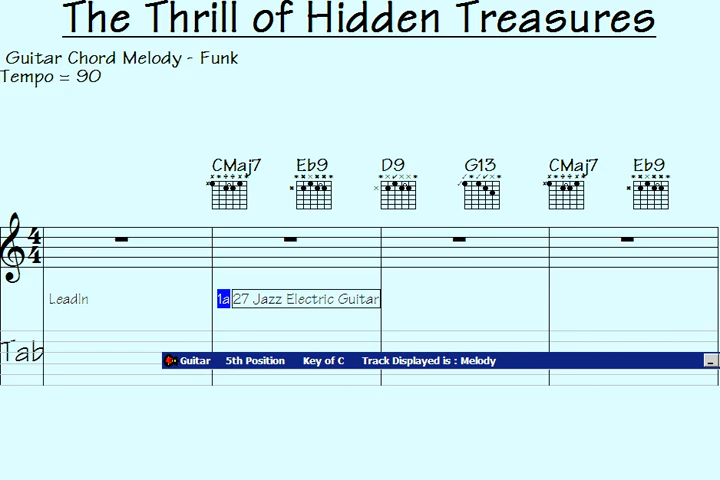 The Thrill of Hidden Treasures
Guitar Chord Melody - Funk
Tempo = 90
CMaj7 Eb9 D9 G13 CMaj7 Eb9
4 4
LeadIn 1a 27 Jazz Electric Guitar
Tab
Guitar 5th Position Key of C Track Displayed is : Melody